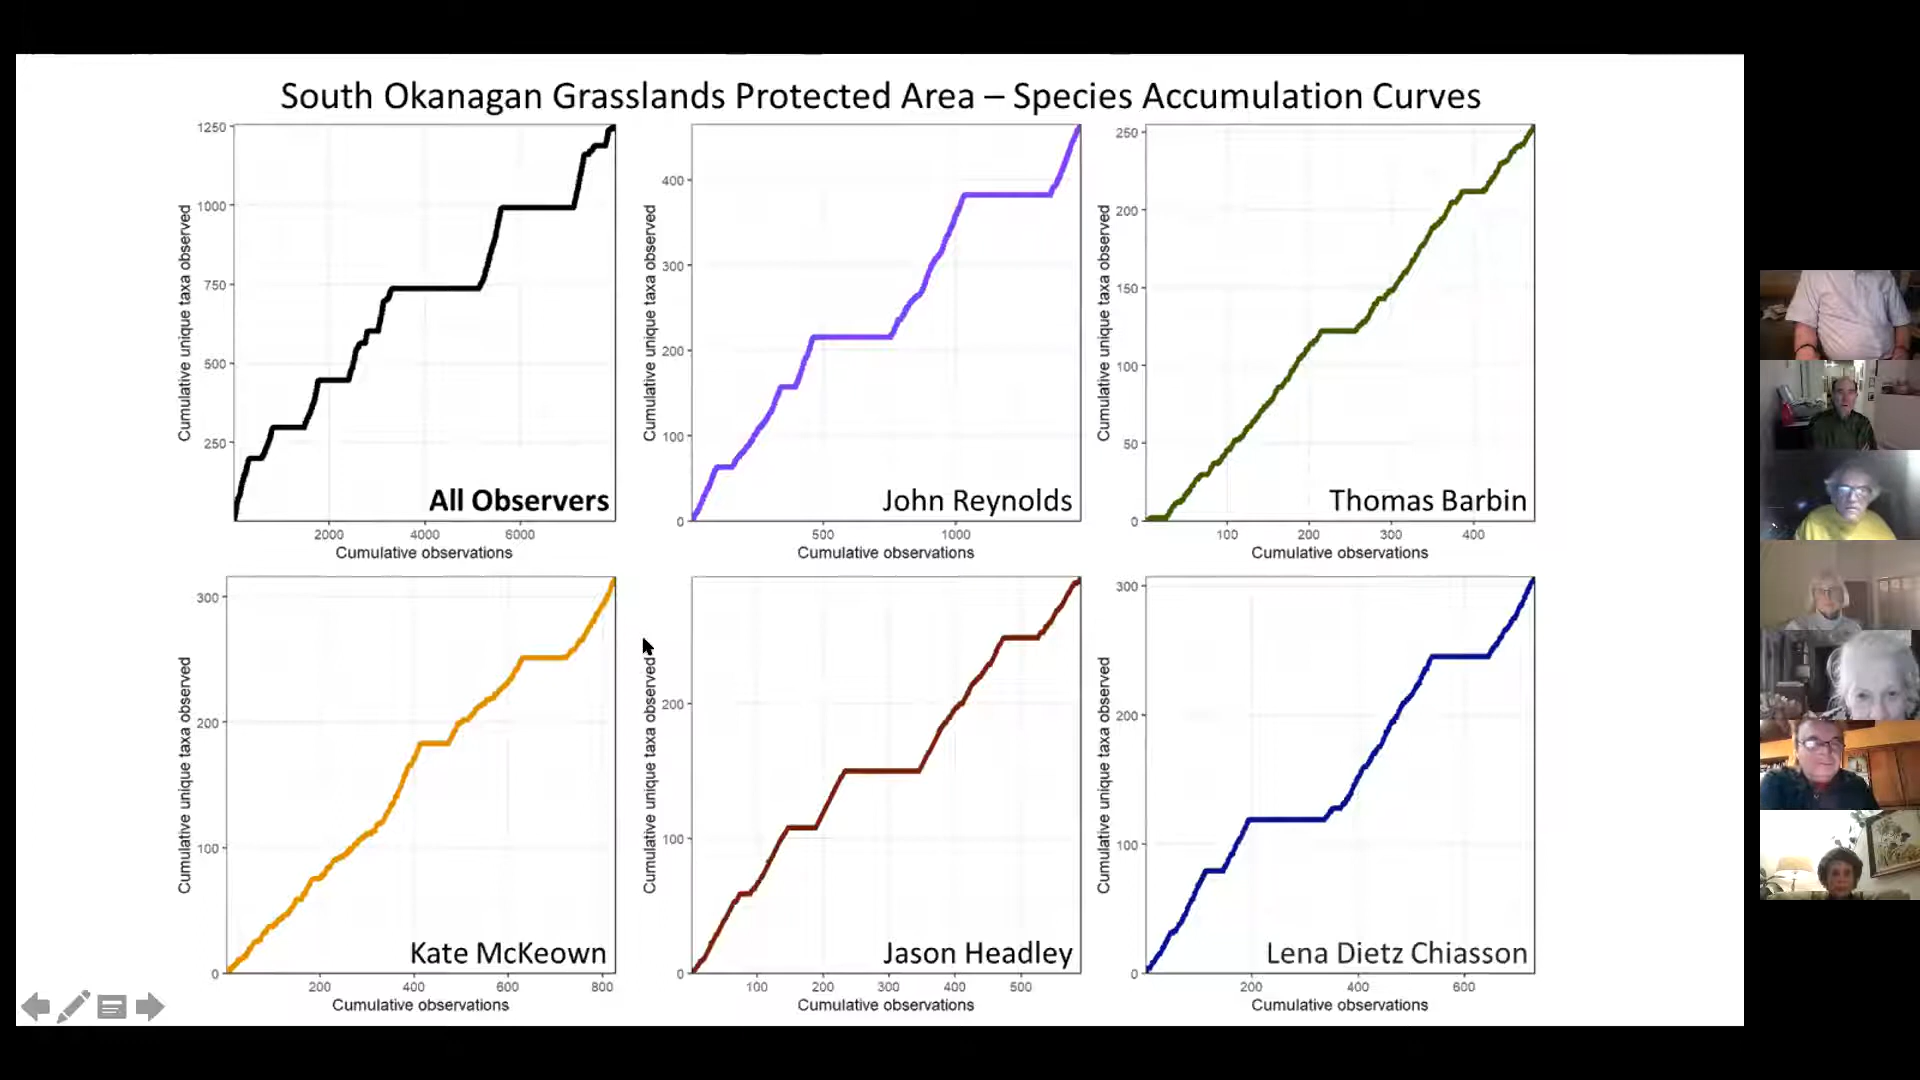 South Okanagan Grasslands Protected Area – Species Accumulation Curves
Cumulative unique taxa observed
1250
1000
750
500
250
2000
4000
6000
Cumulative observations
All Observers
Cumulative unique taxa observed
400
300
200
100
0
500
1000
Cumulative observations
John Reynolds
Cumulative unique taxa observed
250
200
150
100
50
0
100
200
300
400
Cumulative observations
Thomas Barbin
Cumulative unique taxa observed
300
200
100
0
200
400
600
800
Cumulative observations
Kate McKeown
Cumulative unique taxa observed
200
100
0
100
200
300
400
500
Cumulative observations
Jason Headley
Cumulative unique taxa observed
300
200
100
0
200
400
600
Cumulative observations
Lena Dietz Chiasson